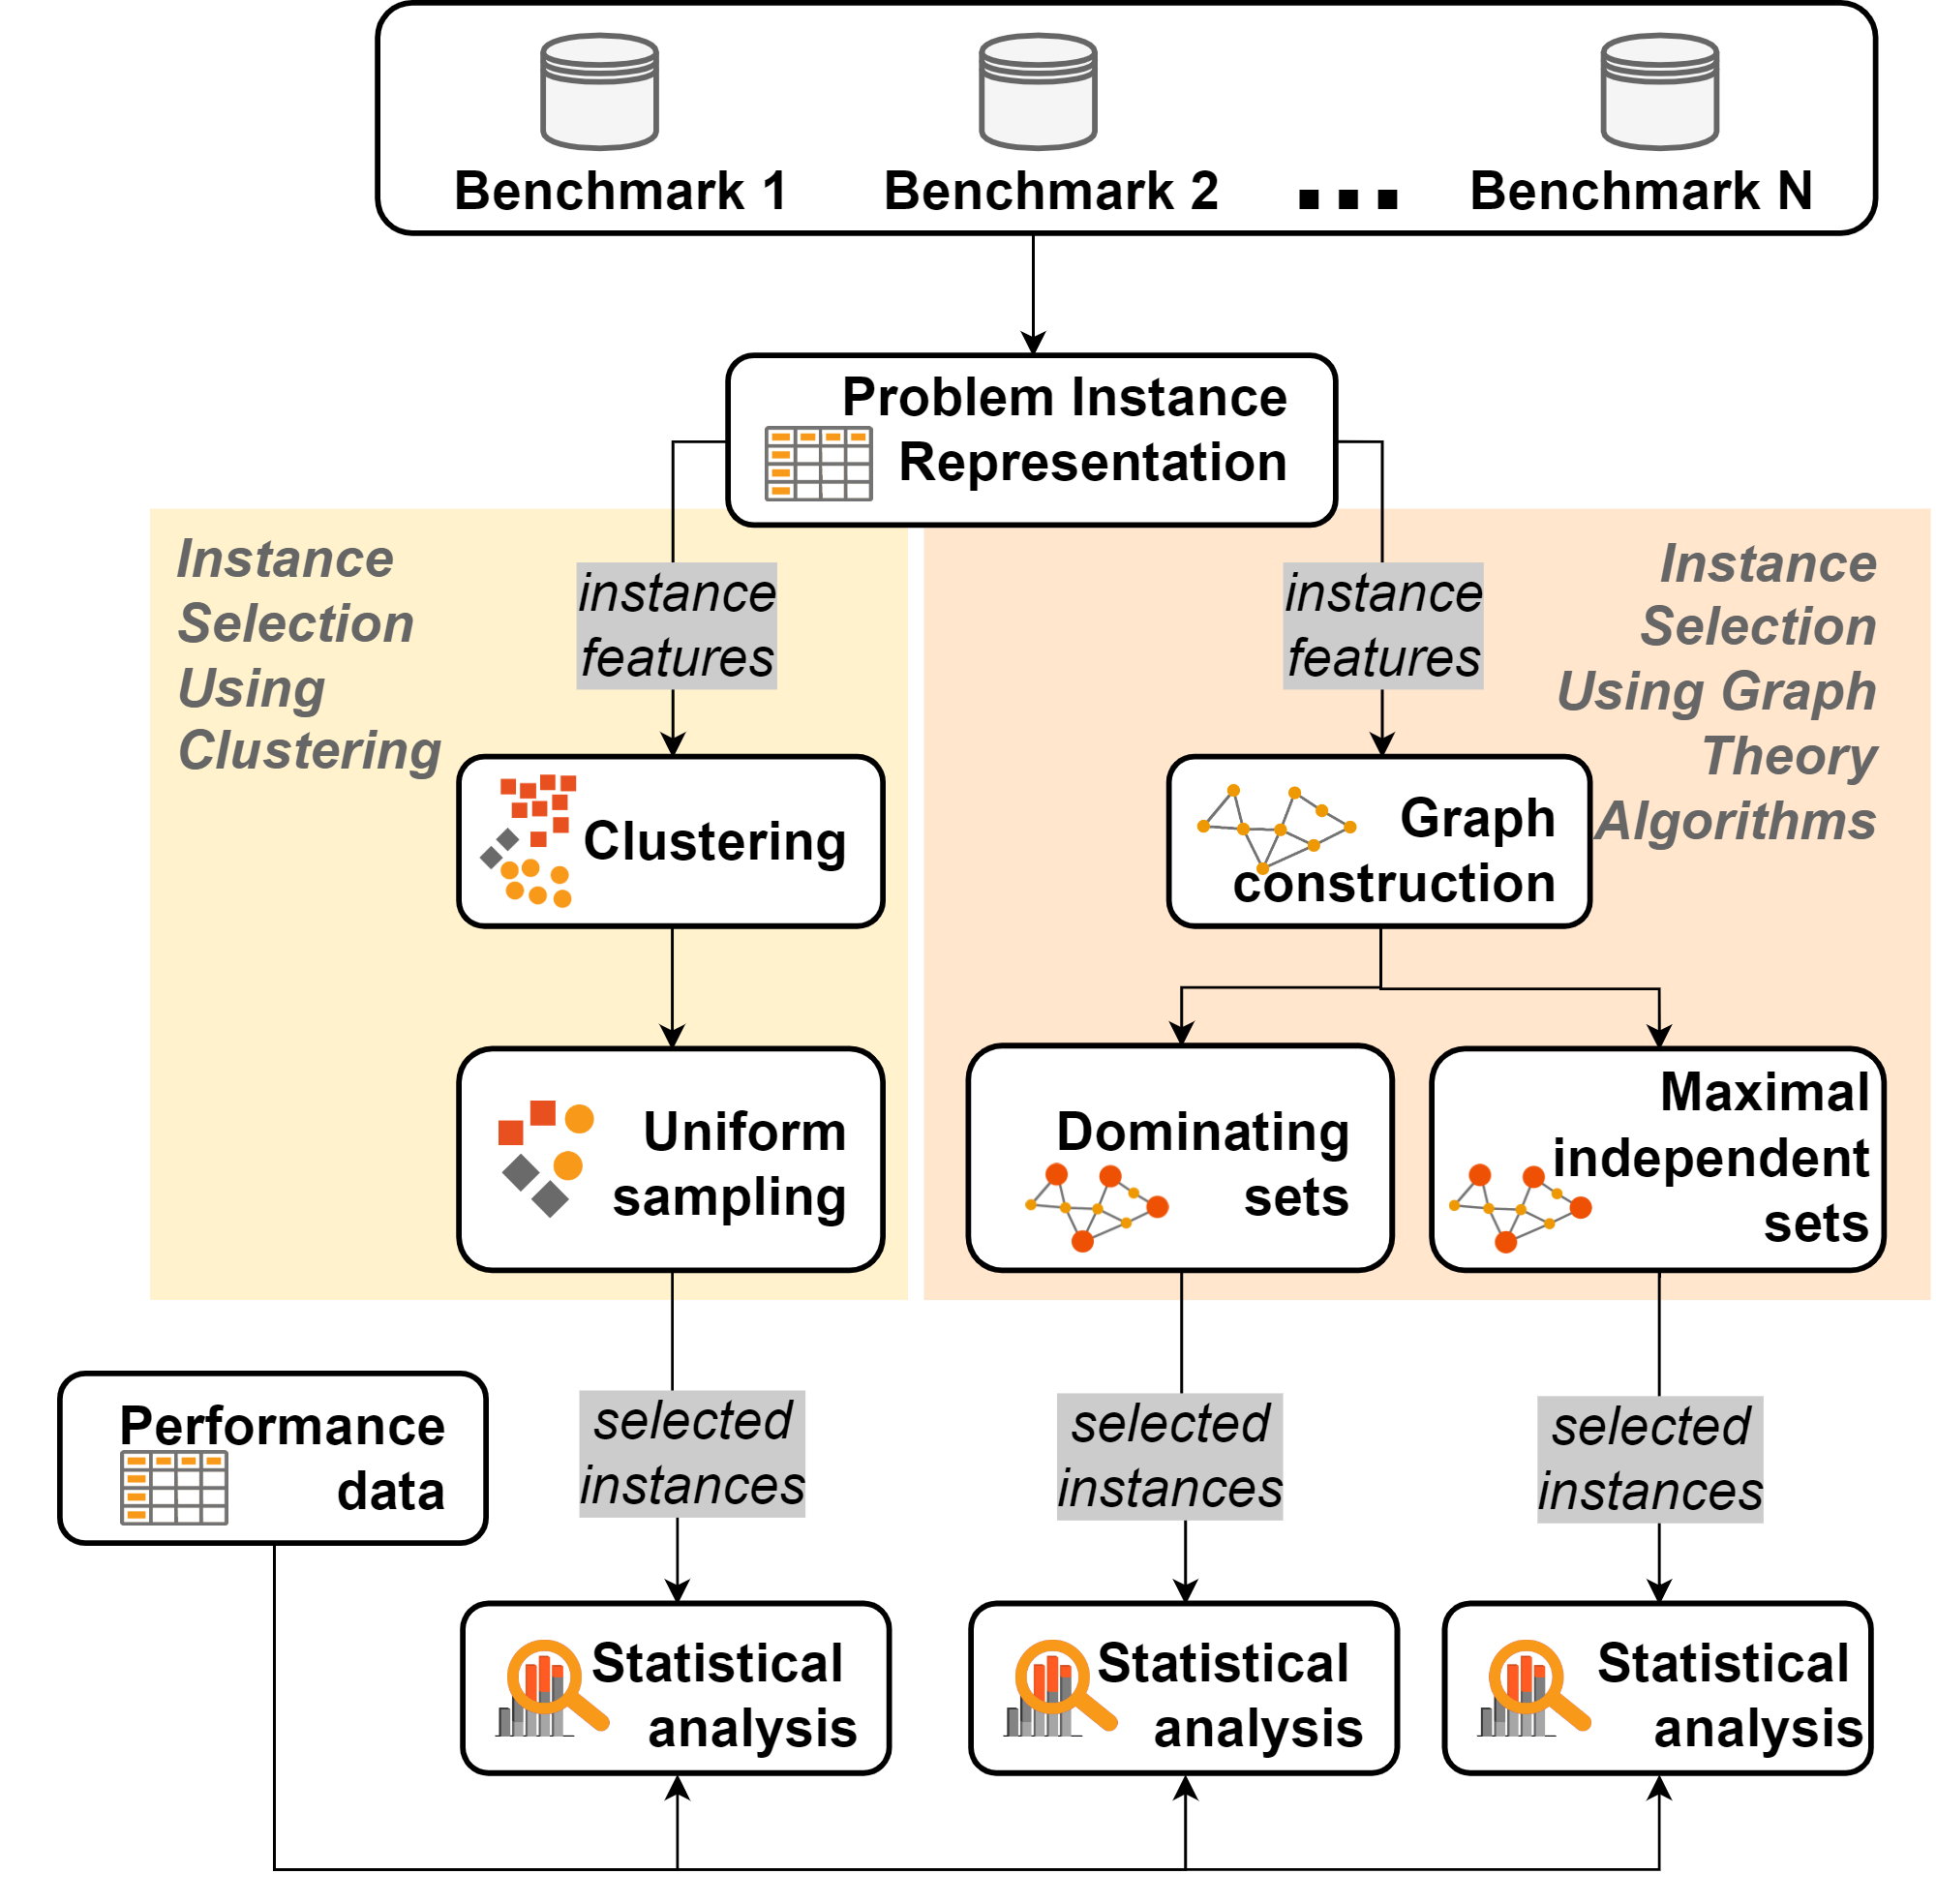 Benchmark 1
Benchmark 2
...
Benchmark N
Problem Instance
Representation
Instance
Selection
Using
Clustering
instance
features
instance
features
Instance
Selection
Using Graph
Theory
Algorithms
Clustering
Graph
construction
Uniform
sampling
Dominating
sets
Maximal
independent
sets
Performance
data
selected
instances
selected
instances
selected
instances
Statistical
analysis
Statistical
analysis
Statistical
analysis